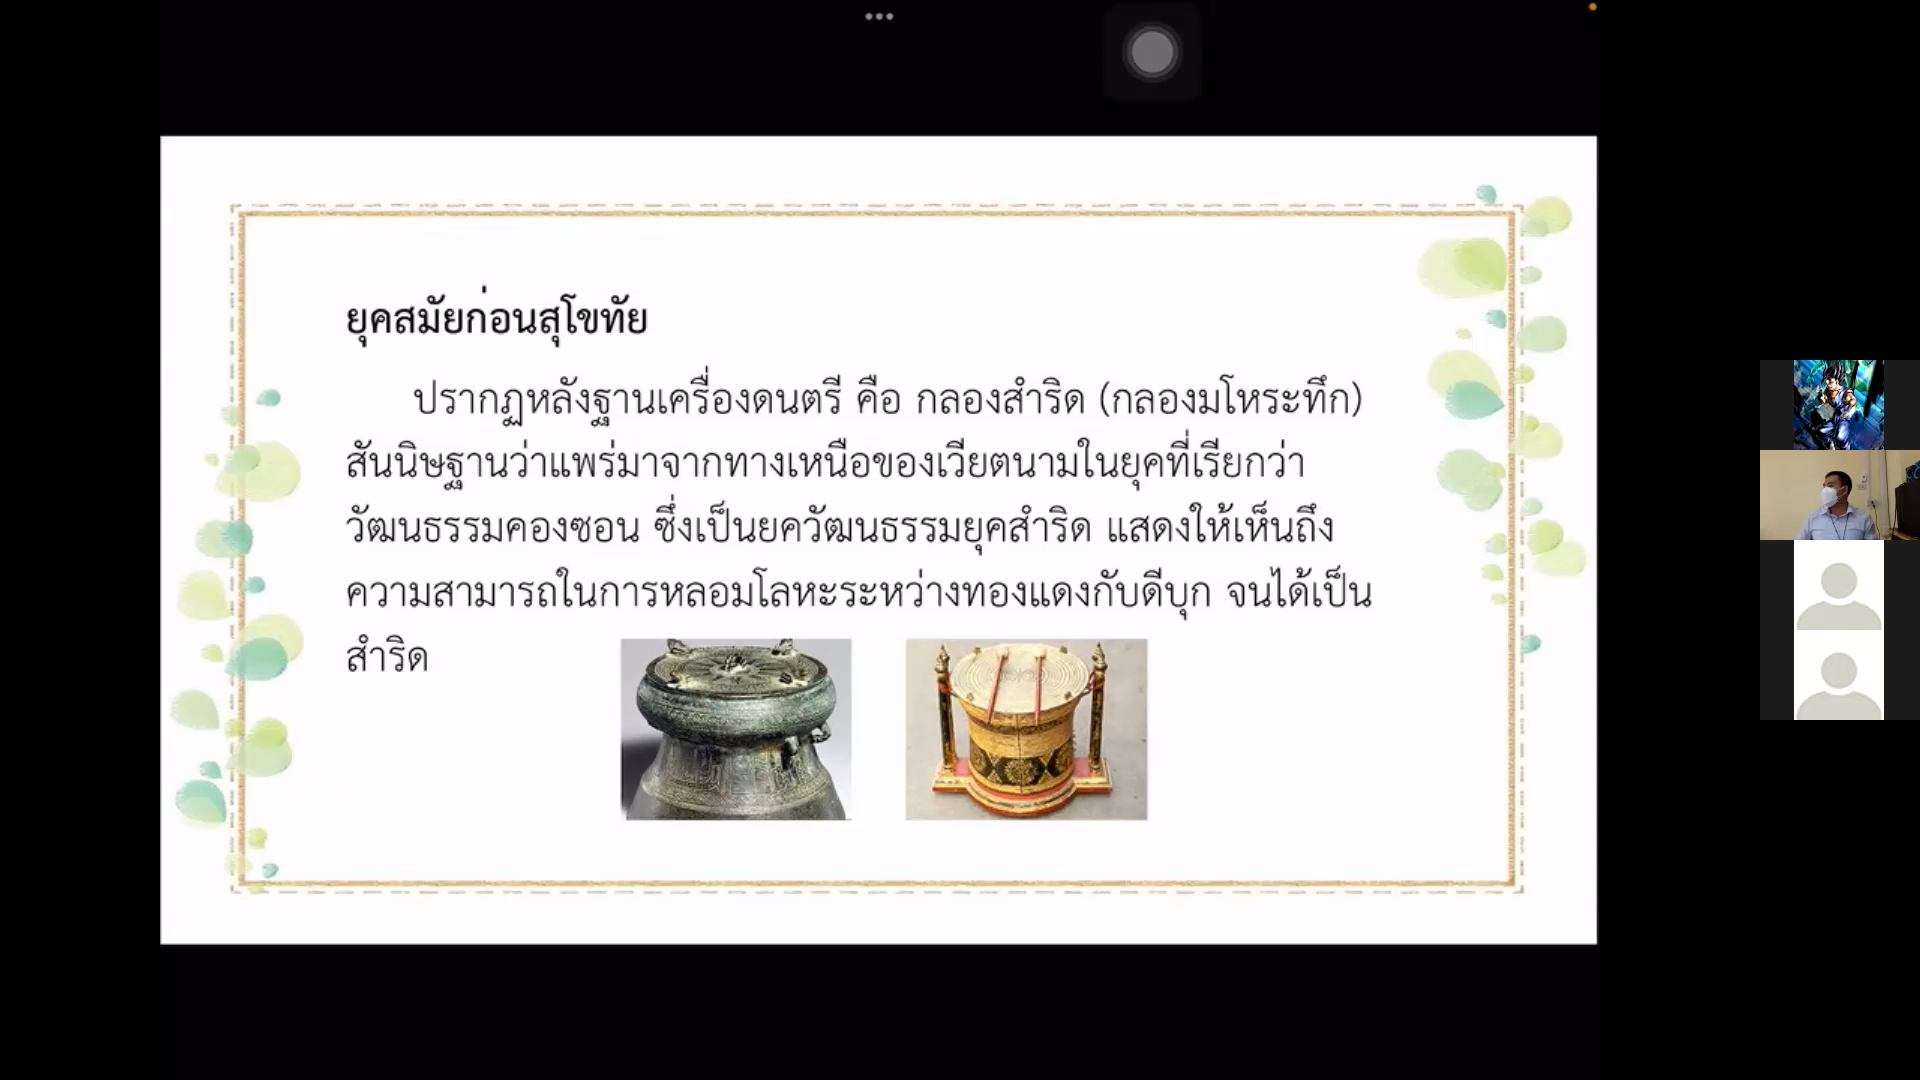 ยุคสมัยก่อนสุโขทัย
ปรากฏหลังฐานเครื่องดนตรี คือ กลองสำริด (กลองมโหระทึก)
สันนิษฐานว่าแพร่มาจากทางเหนือของเวียตนามในยุคที่เรียกว่า
วัฒนธรรมคองซอน ซึ่งเป็นยควัฒนธรรมยุคสำริด แสดงให้เห็นถึง
ความสามารถในการหลอมโลหะระหว่างทองแดงกับดีบุก จนได้เป็น
สำริด